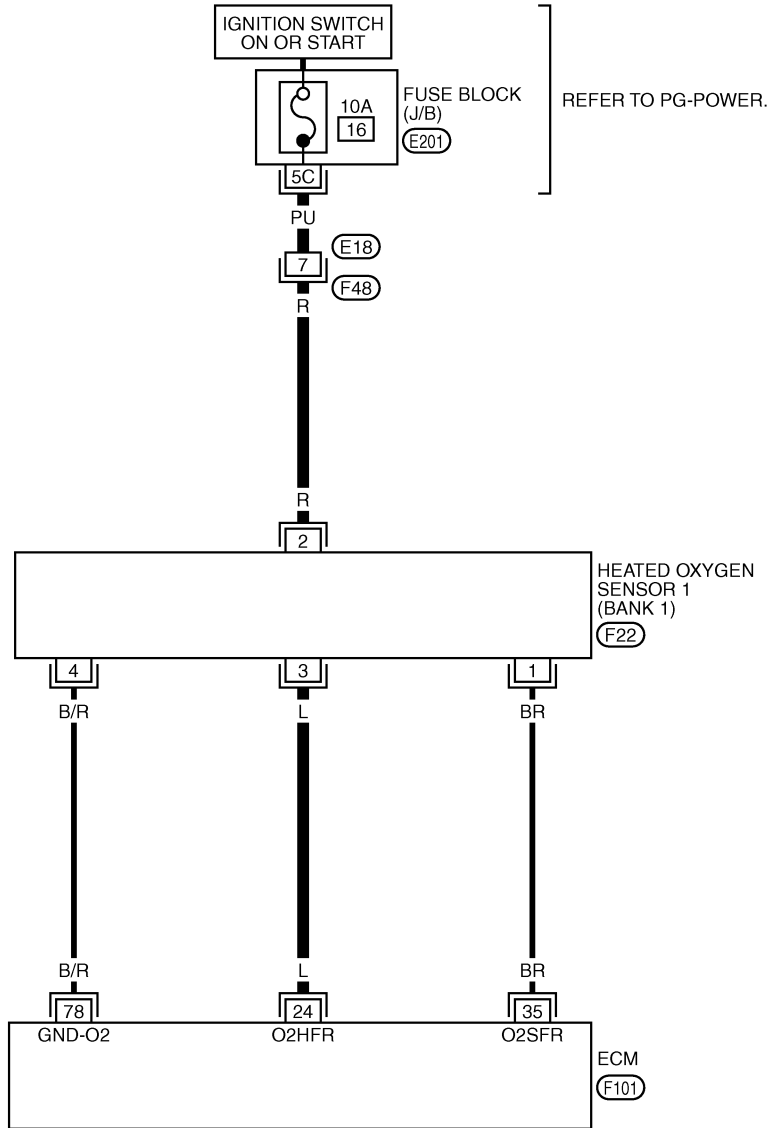 IGNITION SWITCH
ON OR START
10A
16
FUSE BLOCK
(J/B)
E201
REFER TO PG-POWER.
5C
PU
E18
7
F48
R
R
2
HEATED OXYGEN
SENSOR 1
(BANK 1)
F22
4 3 1
B/R L BR
B/R L BR
78 24 35
GND-O2 O2HFR O2SFR
ECM
F101